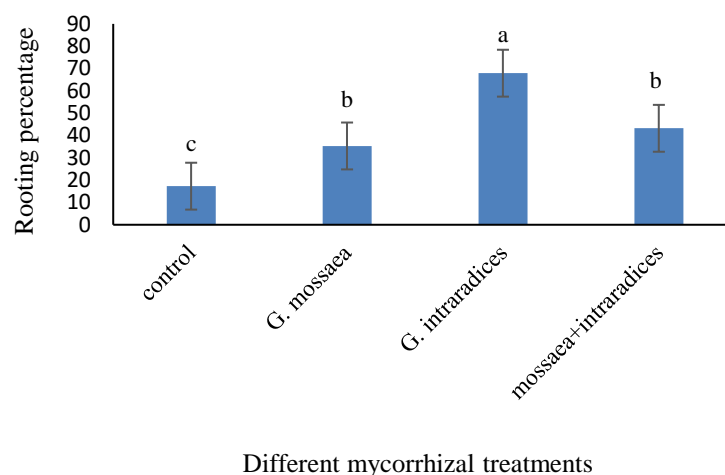 Rooting percentage
90
80
70
60
50
40
30
20
10
0
c
b
a
b
control
G. mossaea
G. intraradices
mossaea+intraradices
Different mycorrhizal treatments